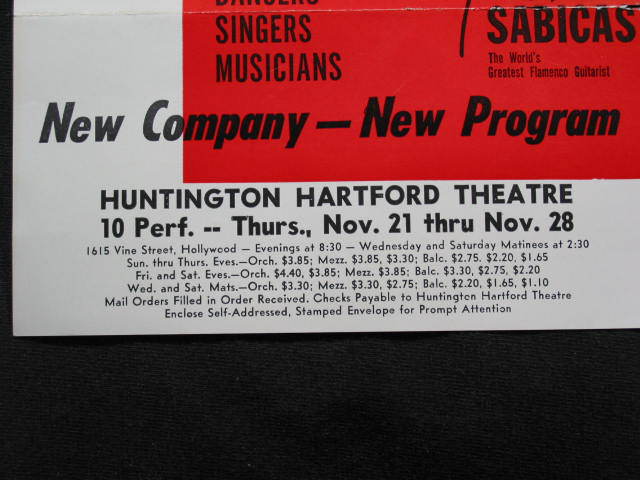 DANCERS
SINGERS
MUSICIANS
SABICAS
The World's
Greatest Flamenco Guitarist
New Company — New Program
HUNTINGTON HARTFORD THEATRE
10 Perf. -- Thurs., Nov. 21 thru Nov. 28
1615 Vine Street, Hollywood — Evenings at 8:30 — Wednesday and Saturday Matinees at 2:30
Sun. thru Thurs. Eves.—Orch. $3.85; Mezz. $3.85, $3.30; Balc. $2.75. $2.20, $1.65
Fri. and Sat. Eves.—Orch. $4.40, $3.85; Mezz. $3.85; Balc. $3.30, $2.75, $2.20
Wed. and Sat. Mats.—Orch. $3.30; Mezz. $3.30, $2.75; Balc. $2.20, $1.65, $1.10
Mail Orders Filled in Order Received. Checks Payable to Huntington Hartford Theatre
Enclose Self-Addressed, Stamped Envelope for Prompt Attention